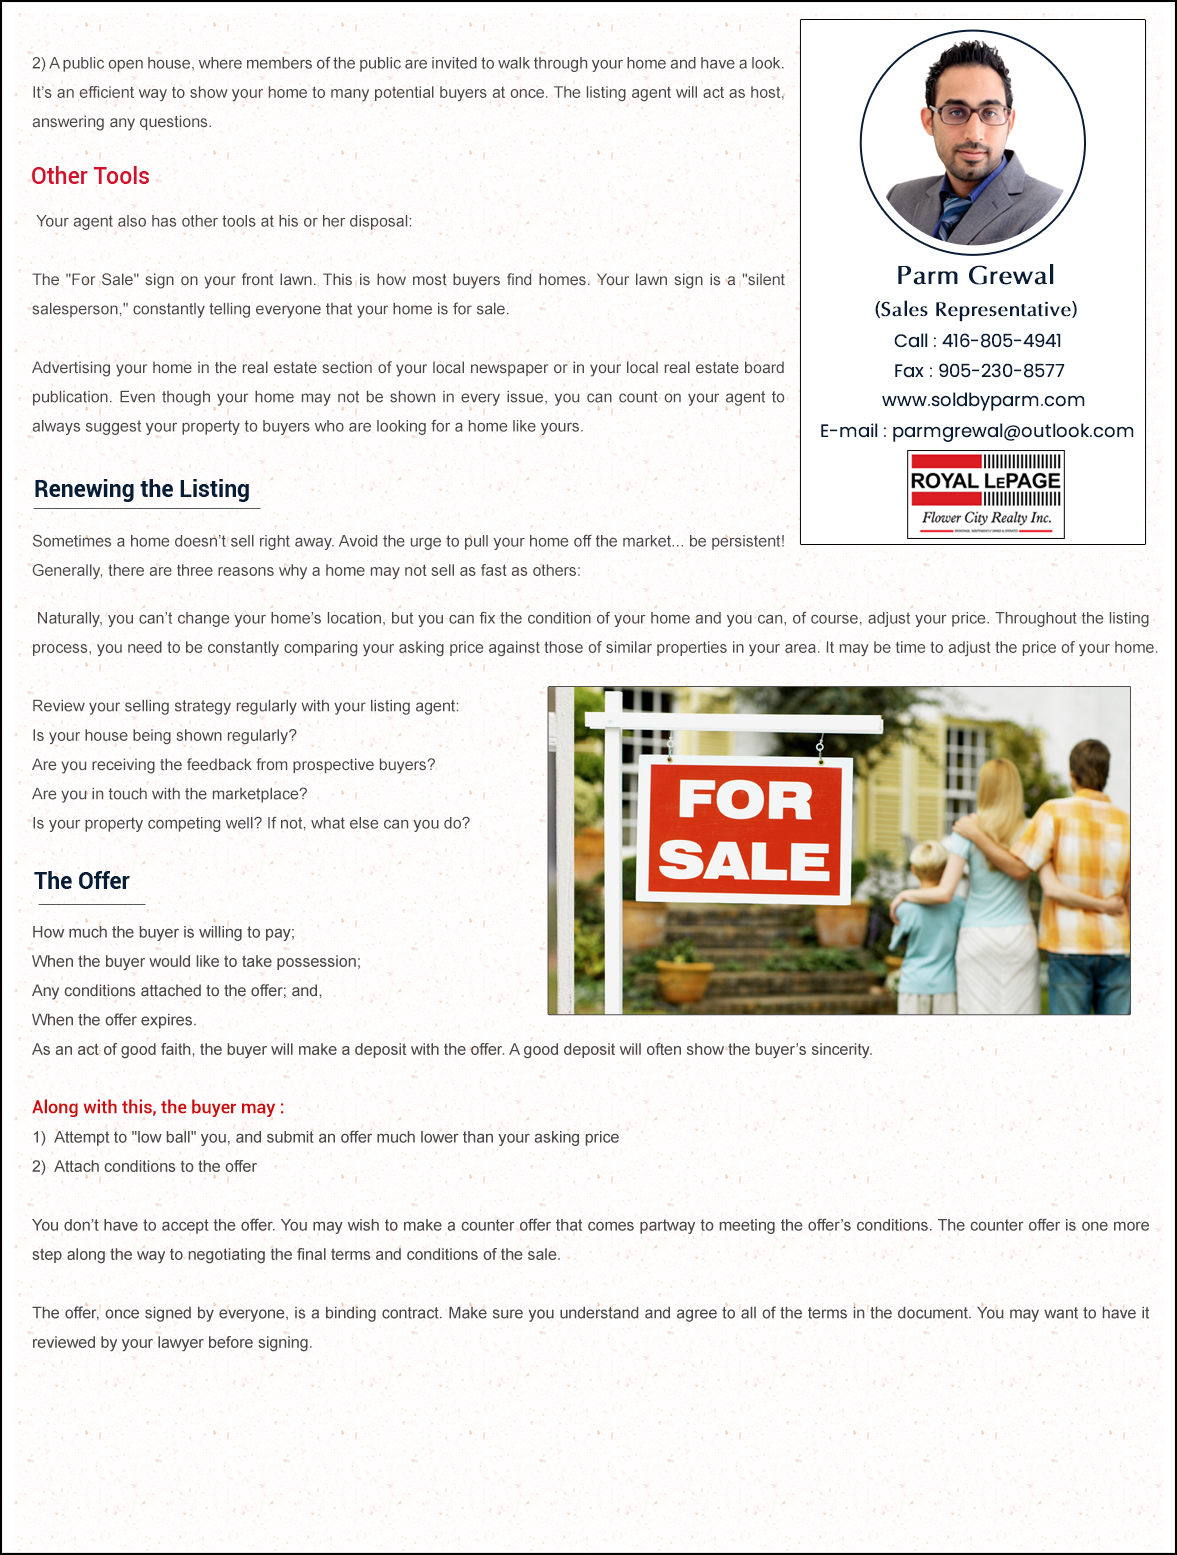 2) A public open house, where members of the public are invited to walk through your home and have a look.
It’s an efficient way to show your home to many potential buyers at once. The listing agent will act as host,
answering any questions.
Other Tools
Your agent also has other tools at his or her disposal:
The "For Sale" sign on your front lawn. This is how most buyers find homes. Your lawn sign is a "silent
salesperson," constantly telling everyone that your home is for sale.
Advertising your home in the real estate section of your local newspaper or in your local real estate board
publication. Even though your home may not be shown in every issue, you can count on your agent to
always suggest your property to buyers who are looking for a home like yours.
Parm Grewal
(Sales Representative)
Call : 416-805-4941
Fax : 905-230-8577
www.soldbyparm.com
E-mail : parmgrewal@outlook.com
ROYAL LEPAGE
Flower City Realty Inc.
Renewing the Listing
Sometimes a home doesn’t sell right away. Avoid the urge to pull your home off the market... be persistent!
Generally, there are three reasons why a home may not sell as fast as others:
Naturally, you can’t change your home’s location, but you can fix the condition of your home and you can, of course, adjust your price. Throughout the listing
process, you need to be constantly comparing your asking price against those of similar properties in your area. It may be time to adjust the price of your home.
Review your selling strategy regularly with your listing agent:
Is your house being shown regularly?
Are you receiving the feedback from prospective buyers?
Are you in touch with the marketplace?
Is your property competing well? If not, what else can you do?
FOR
SALE
The Offer
How much the buyer is willing to pay;
When the buyer would like to take possession;
Any conditions attached to the offer; and,
When the offer expires.
As an act of good faith, the buyer will make a deposit with the offer. A good deposit will often show the buyer’s sincerity.
Along with this, the buyer may :
1) Attempt to "low ball" you, and submit an offer much lower than your asking price
2) Attach conditions to the offer
You don’t have to accept the offer. You may wish to make a counter offer that comes partway to meeting the offer’s conditions. The counter offer is one more
step along the way to negotiating the final terms and conditions of the sale.
The offer, once signed by everyone, is a binding contract. Make sure you understand and agree to all of the terms in the document. You may want to have it
reviewed by your lawyer before signing.